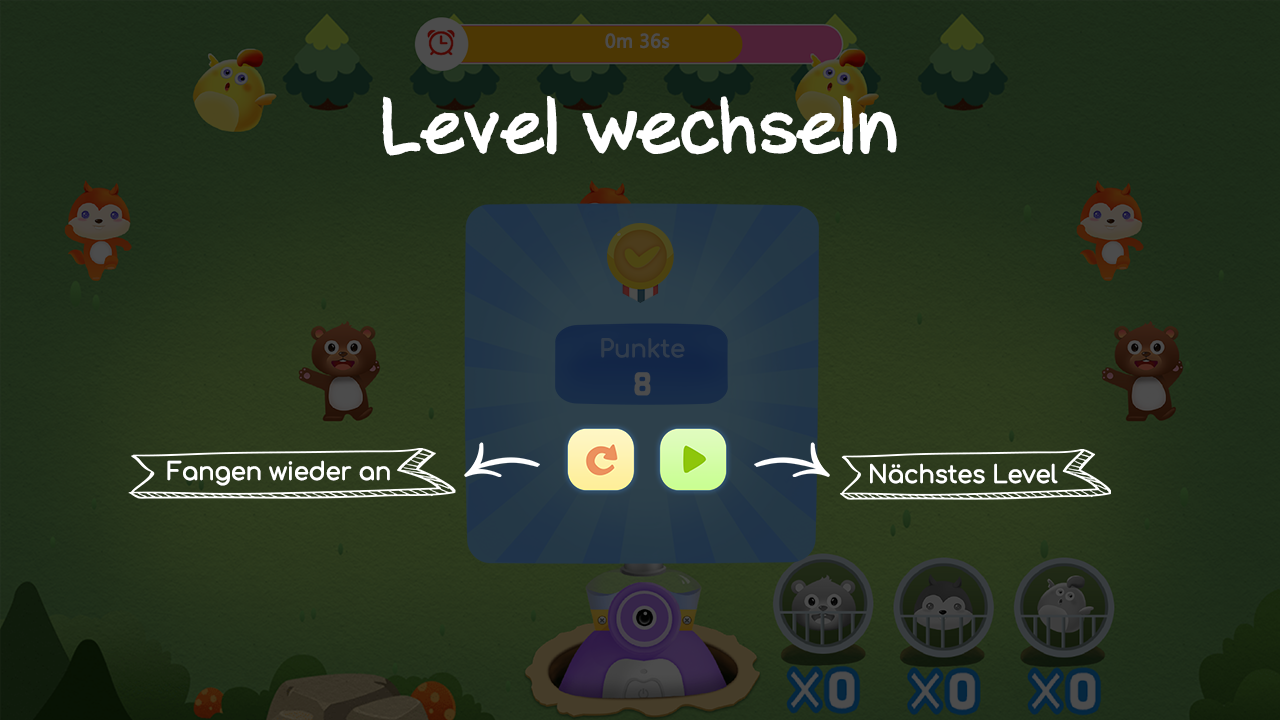 0m 36s
Level wechseln
Punkte
8
Fangen wieder an
Nächstes Level
X0 X0 X0